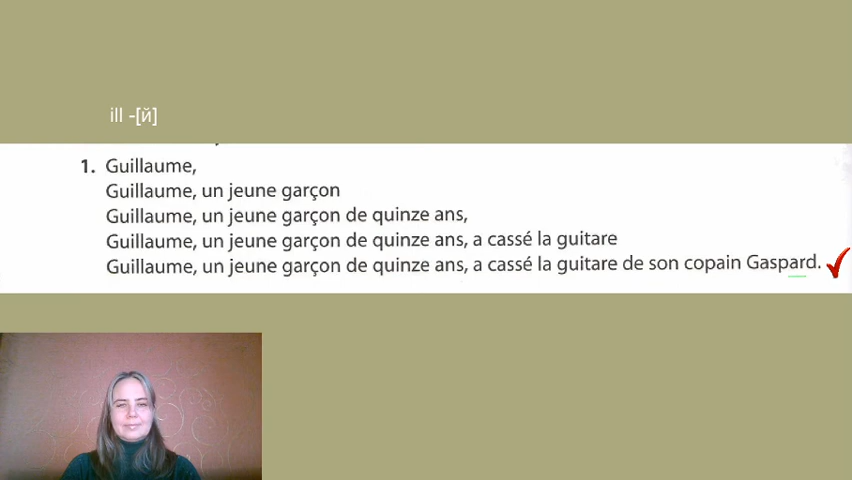 ill -[й]
1. Guillaume,
Guillaume, un jeune garçon
Guillaume, un jeune garçon de quinze ans,
Guillaume, un jeune garçon de quinze ans, a cassé la guitare
Guillaume, un jeune garçon de quinze ans, a cassé la guitare de son copain Gaspard.